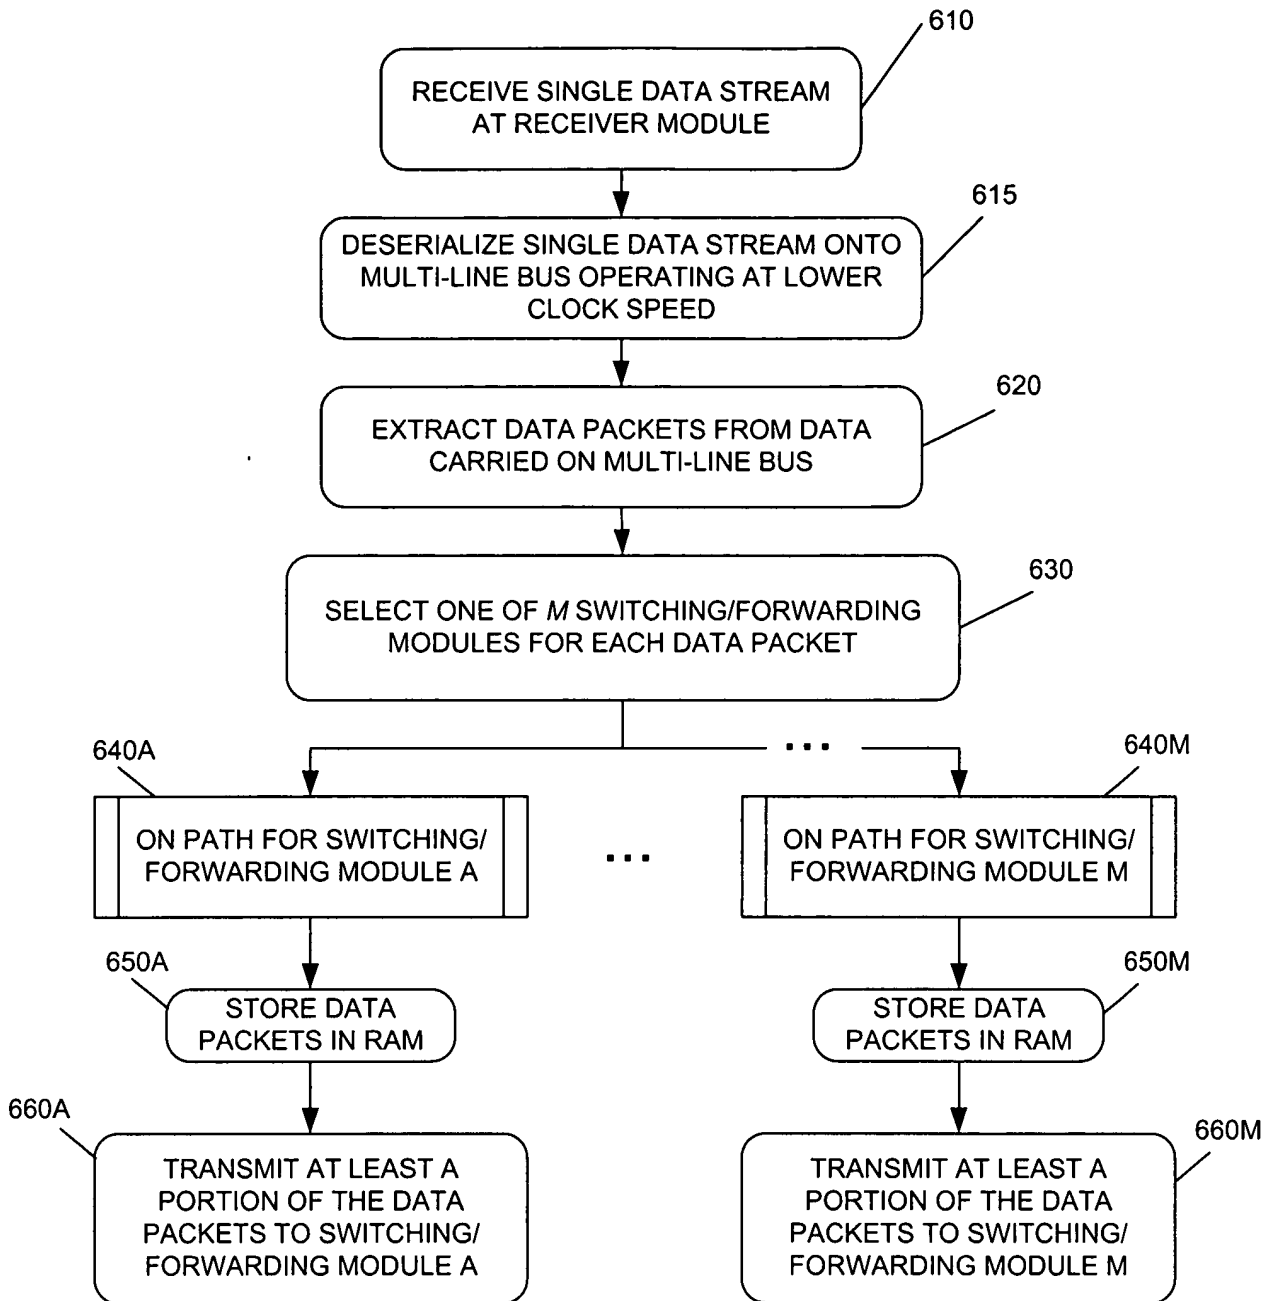 610
RECEIVE SINGLE DATA STREAM
AT RECEIVER MODULE
615
DESERIALIZE SINGLE DATA STREAM ONTO
MULTI-LINE BUS OPERATING AT LOWER
CLOCK SPEED
620
EXTRACT DATA PACKETS FROM DATA
CARRIED ON MULTI-LINE BUS
630
SELECT ONE OF M SWITCHING/FORWARDING
MODULES FOR EACH DATA PACKET
...
640A
640M
ON PATH FOR SWITCHING/
FORWARDING MODULE A
...
ON PATH FOR SWITCHING/
FORWARDING MODULE M
650A
650M
STORE DATA
PACKETS IN RAM
STORE DATA
PACKETS IN RAM
660A
660M
TRANSMIT AT LEAST A
PORTION OF THE DATA
PACKETS TO SWITCHING/
FORWARDING MODULE A
TRANSMIT AT LEAST A
PORTION OF THE DATA
PACKETS TO SWITCHING/
FORWARDING MODULE M